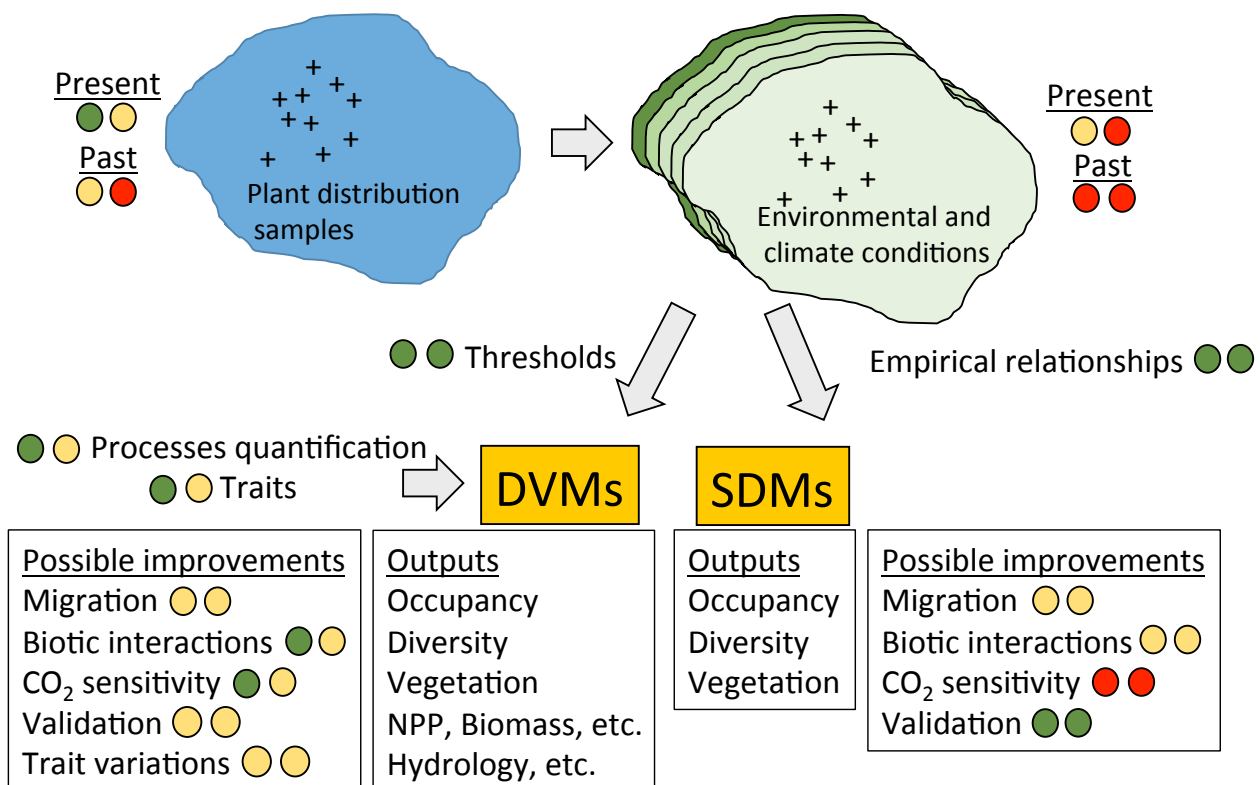 Present
Past
Plant distribution
samples
Environmental and
climate conditions
Present
Past
Thresholds
Empirical relationships
Processes quantification
Traits
DVMs
SDMs
Possible improvements
Migration
Biotic interactions
CO₂ sensitivity
Validation
Trait variations
Outputs
Occupancy
Diversity
Vegetation
NPP, Biomass, etc.
Hydrology, etc.
Outputs
Occupancy
Diversity
Vegetation
Possible improvements
Migration
Biotic interactions
CO₂ sensitivity
Validation